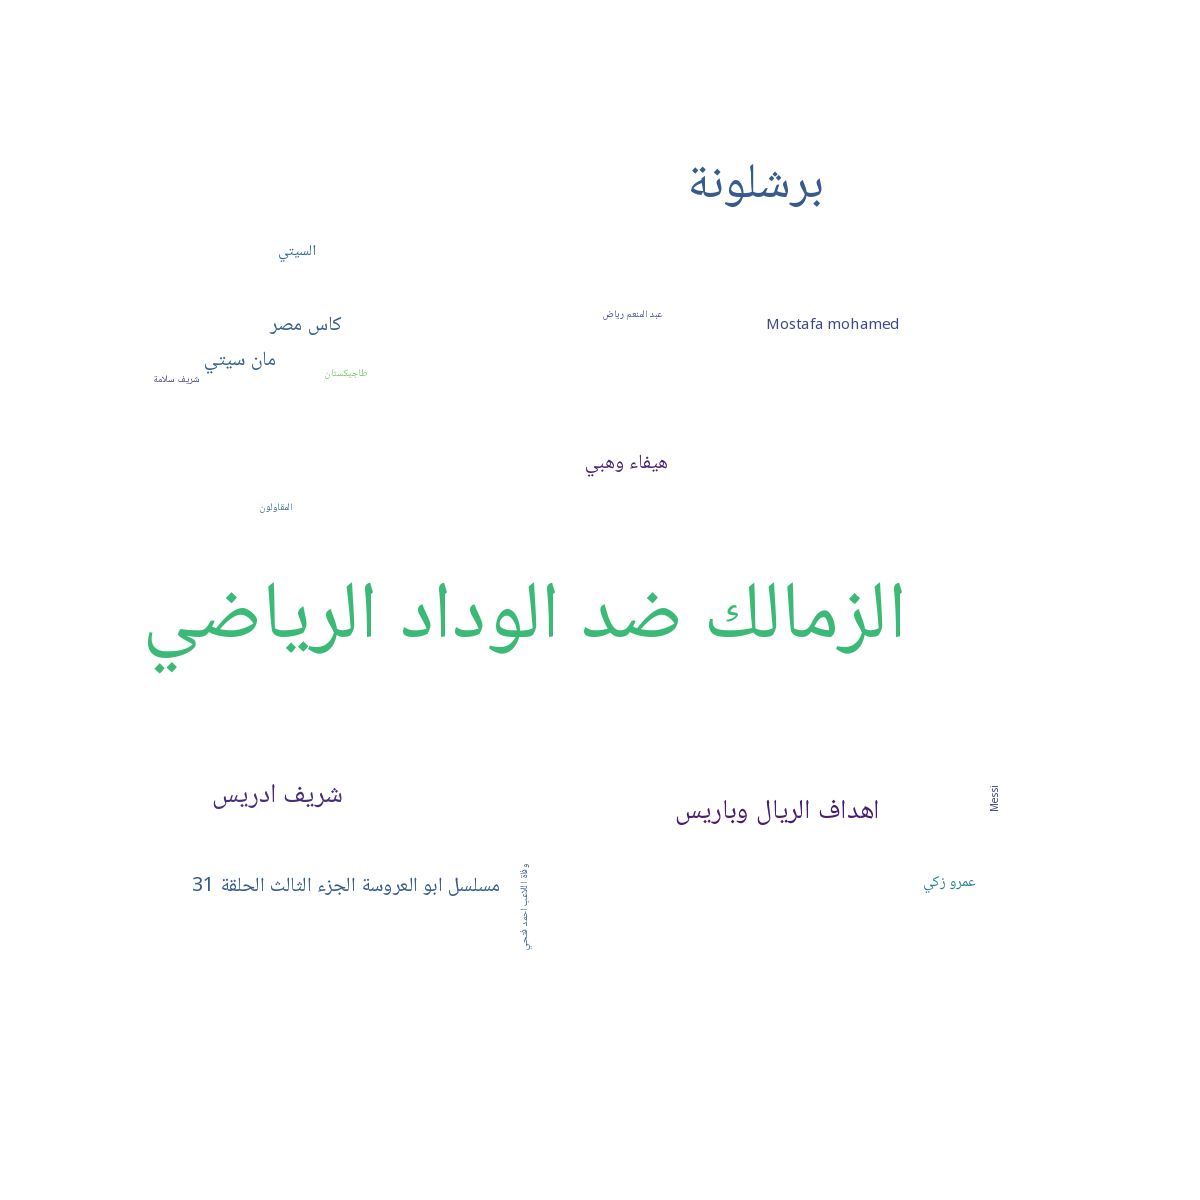 برشلونة
السيتي
عبد المنعم رياض
Mostafa mohamed
كاس مصر
مان سيتي
طاجيكستان
شريف سلامة
هيفاء وهبي
المقاولون
الزمالك ضد الوداد الرياضي
شريف ادريس
اهداف الريال وباريس
Messi
مسلسل ابو العروسة الجزء الثالث الحلقة 31
وفاة اللاعب احمد فتحي
عمرو زكي